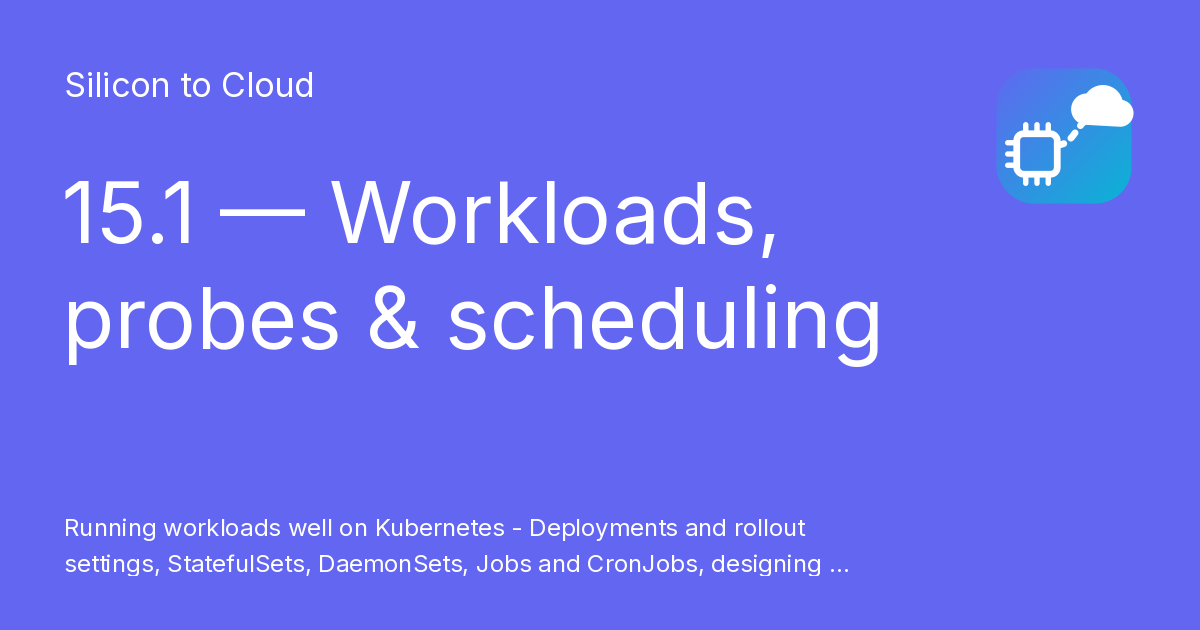 Silicon to Cloud
15.1 — Workloads,
probes & scheduling
Running workloads well on Kubernetes - Deployments and rollout
settings, StatefulSets, DaemonSets, Jobs and CronJobs, designing ...